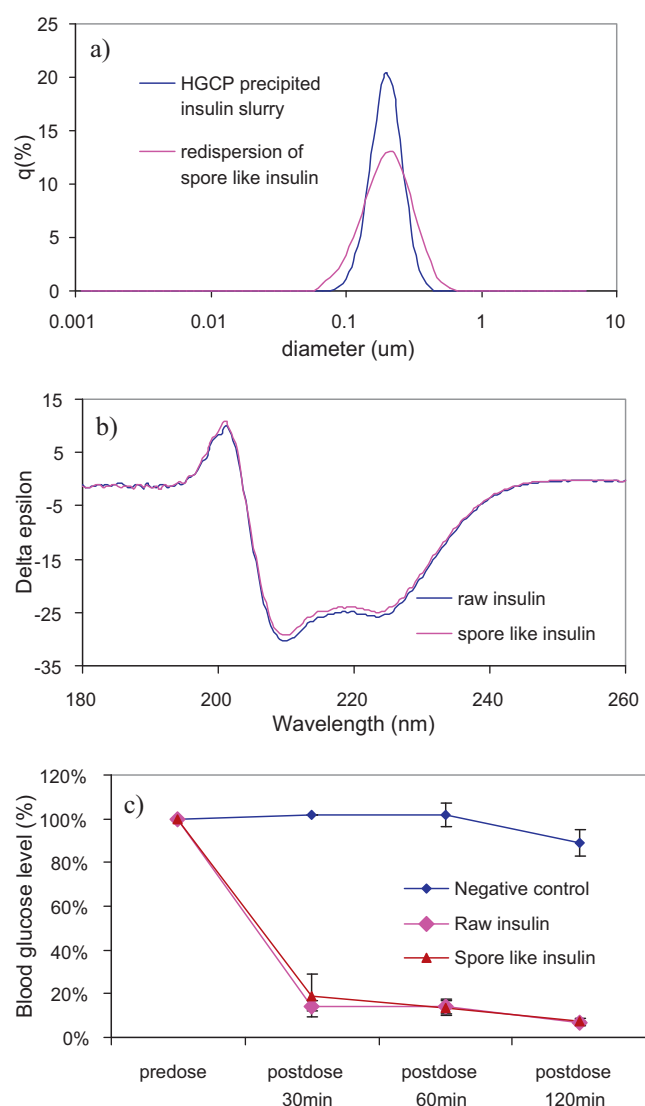 a)
25
20
15
10
5
0
q(%)
HGCP precipited
insulin slurry
redispersion of
spore like insulin
0.001 0.01 0.1 1 10
diameter (um)
b)
15
5
-5
-15
-25
-35
Delta epsilon
raw insulin
spore like insulin
180 200 220 240 260
Wavelength (nm)
c)
120%
100%
80%
60%
40%
20%
0%
Blood glucose level (%)
Negative control
Raw insulin
Spore like insulin
predose postdose postdose postdose
30min 60min 120min